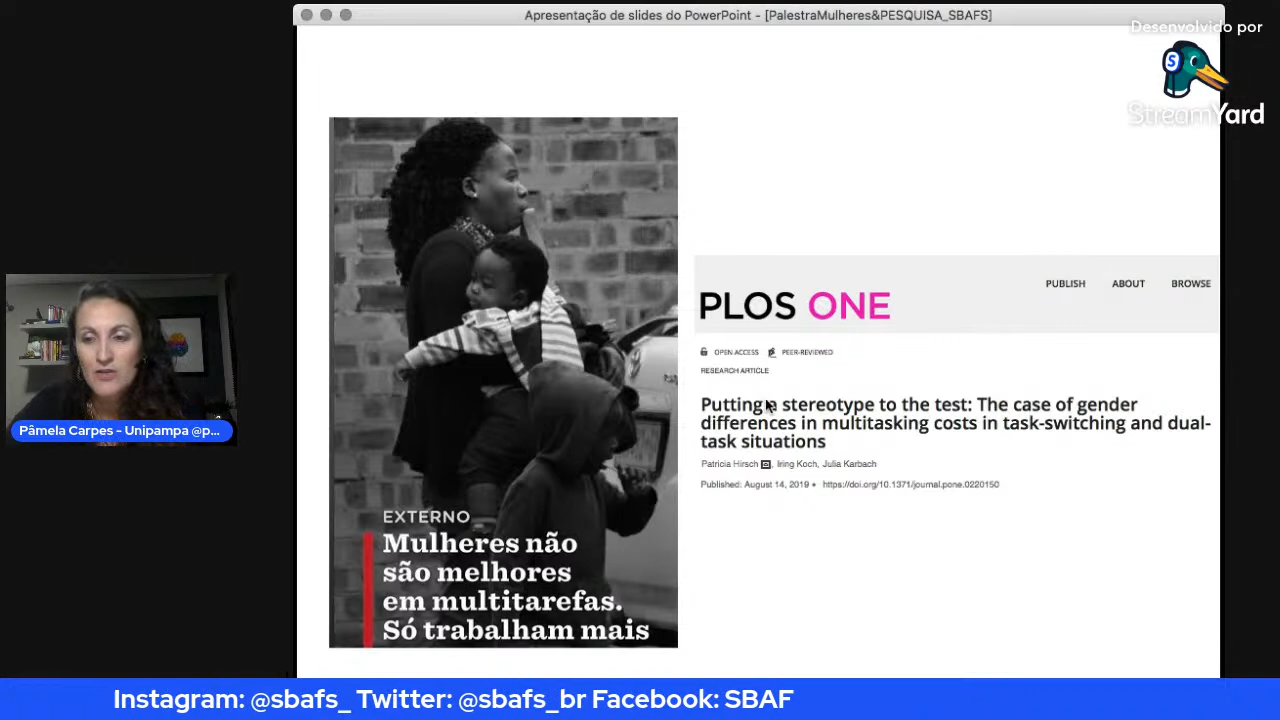 Apresentação de slides do PowerPoint - [PalestraMulheres&PESQUISA_SBAFS]
Desenvolvido por
S
StreamYard
PUBLISH ABOUT BROWSE
PLOS ONE
OPEN ACCESS PEER-REVIEWED
RESEARCH ARTICLE
Putting a stereotype to the test: The case of gender
differences in multitasking costs in task-switching and dual-
task situations
Patricia Hirsch, Iring Koch, Julia Karbach
Published: August 14, 2019 • https://doi.org/10.1371/journal.pone.0220150
Pâmela Carpes - Unipampa @p...
EXTERNO
Mulheres não
são melhores
em multitarefas.
Só trabalham mais
Instagram: @sbafs_ Twitter: @sbafs_br Facebook: SBAF